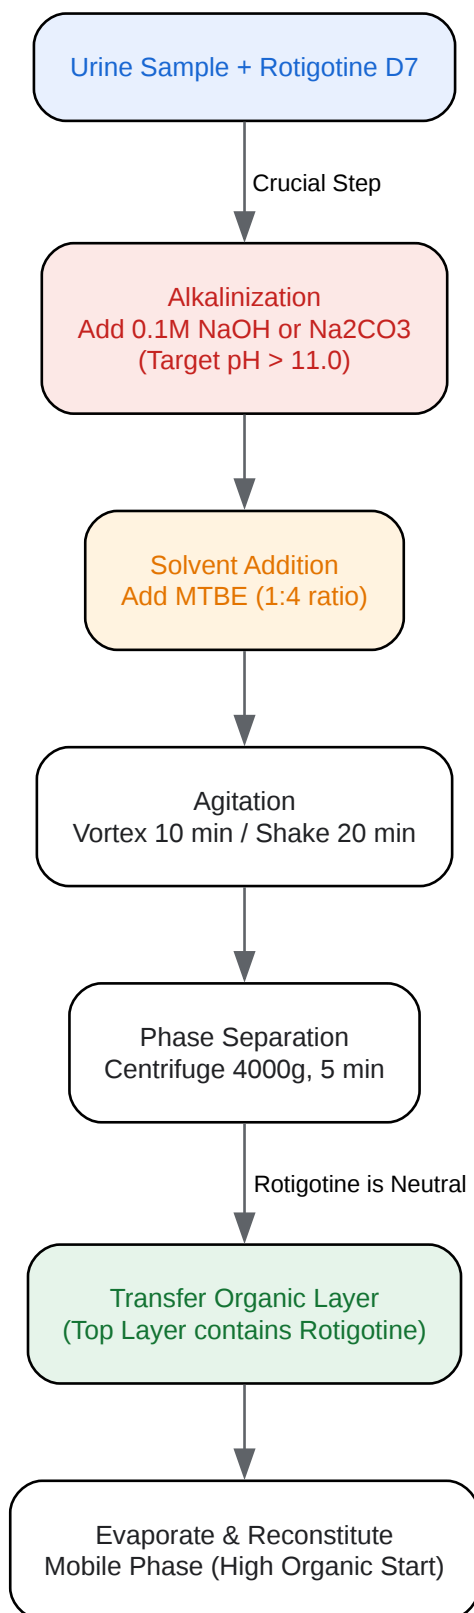 Urine Sample + Rotigotine D7
Crucial Step
Alkalinization
Add 0.1M NaOH or Na2CO3
(Target pH > 11.0)
Solvent Addition
Add MTBE (1:4 ratio)
Agitation
Vortex 10 min / Shake 20 min
Phase Separation
Centrifuge 4000g, 5 min
Rotigotine is Neutral
Transfer Organic Layer
(Top Layer contains Rotigotine)
Evaporate & Reconstitute
Mobile Phase (High Organic Start)